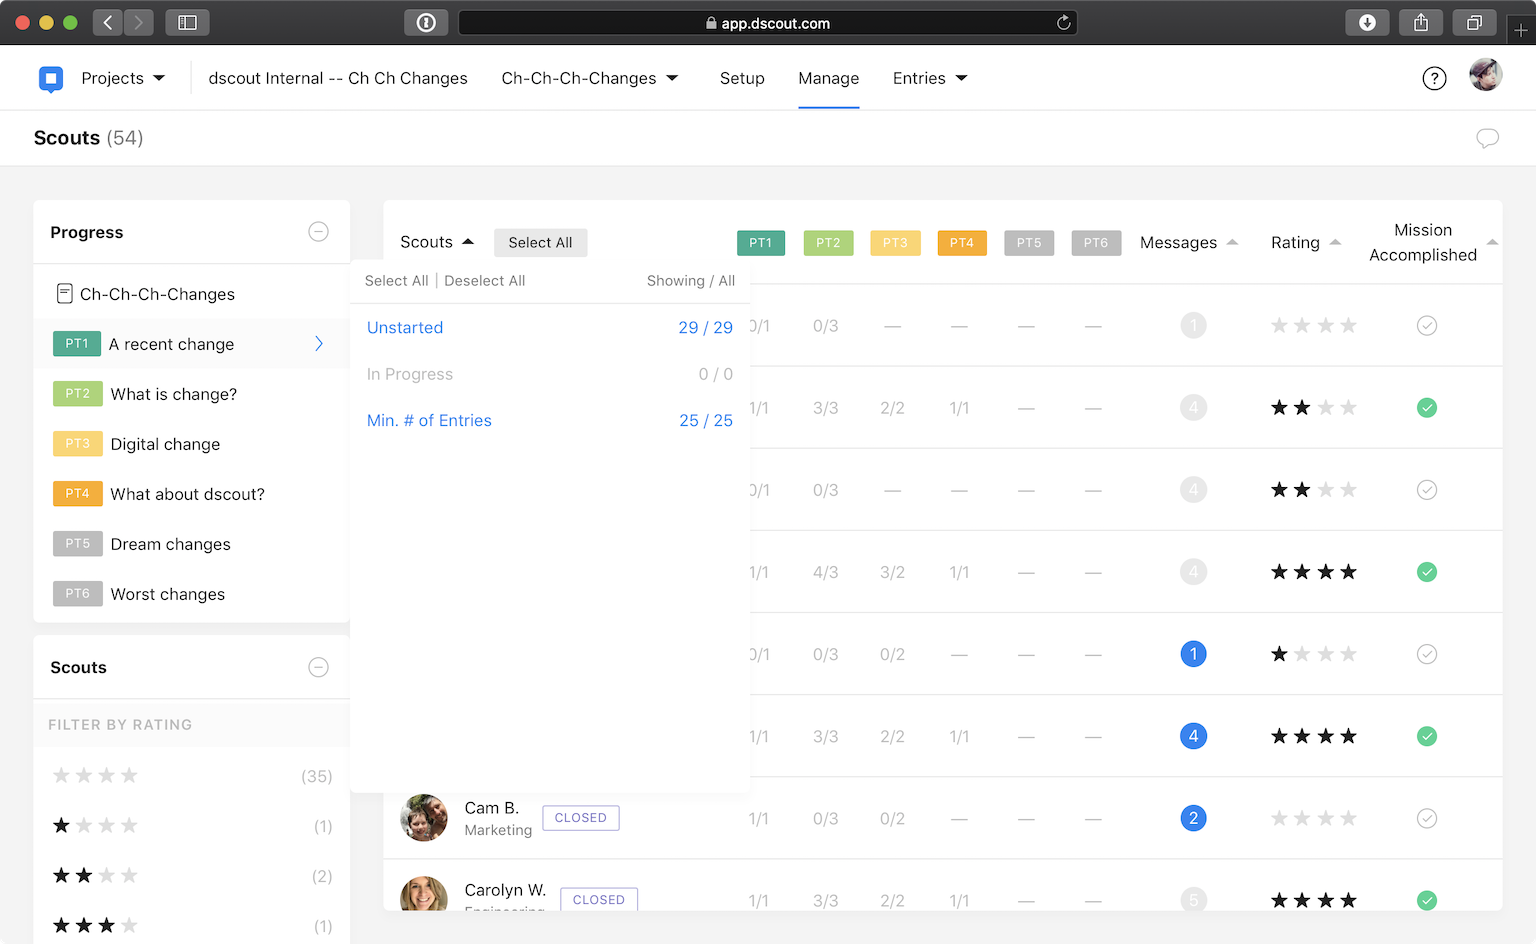 app.dscout.com
Projects dscout Internal -- Ch Ch Changes Ch-Ch-Ch-Changes Setup Manage Entries ?
Scouts (54)
Progress
Ch-Ch-Ch-Changes
PT1 A recent change
PT2 What is change?
PT3 Digital change
PT4 What about dscout?
PT5 Dream changes
PT6 Worst changes
Scouts
FILTER BY RATING
(35)
(1)
(2)
(1)
Select All | Deselect All Showing / All
Unstarted 29 / 29
In Progress 0 / 0
Min. # of Entries 25 / 25
Scouts Select All PT1 PT2 PT3 PT4 PT5 PT6 Messages Rating Mission
Accomplished
0/1 0/3 — — — — 1
1/1 3/3 2/2 1/1 — — 4
0/1 0/3 — — — — 4
1/1 4/3 3/2 1/1 — — 4
0/1 0/3 0/2 — — — 1
1/1 3/3 2/2 1/1 — — 4
Cam B.
Marketing
CLOSED 1/1 0/3 0/2 — — — 2
Carolyn W.
Engineering
CLOSED 1/1 3/3 2/2 1/1 — — 5